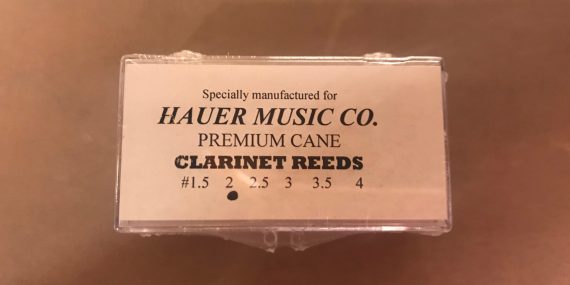 Specially manufactured for
HAUER MUSIC CO.
PREMIUM CANE
CLARINET REEDS
#1.5 2 2.5 3 3.5 4